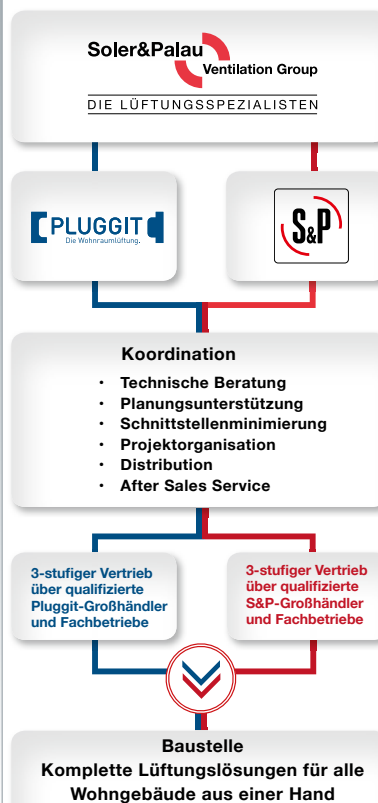 Soler&Palau
Ventilation Group
DIE LÜFTUNGSSPEZIALISTEN
PLUGGIT
Die Wohnraumlüftung.
S&P
Koordination
· Technische Beratung
· Planungsunterstützung
· Schnittstellenminimierung
· Projektorganisation
· Distribution
· After Sales Service
3-stufiger Vertrieb
über qualifizierte
Pluggit-Großhändler
und Fachbetriebe
3-stufiger Vertrieb
über qualifizierte
S&P-Großhändler
und Fachbetriebe
Baustelle
Komplette Lüftungslösungen für alle
Wohngebäude aus einer Hand